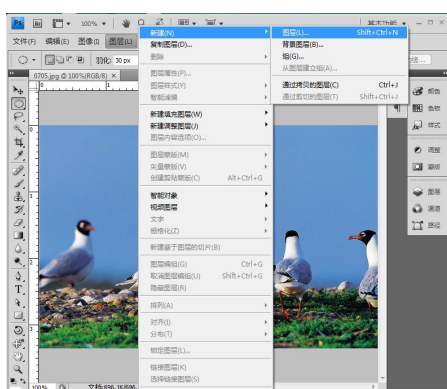 Ps Br 100%
基本功能
文件(F) 编辑(E) 图像(I) 图层(L)
羽化: 30 px
0705.jpg @ 100%(RGB/8) ×
新建(N)
复制图层(D)...
删除
图层属性(P)...
图层样式(Y)
智能滤镜
新建填充图层(W)
新建调整图层(J)
图层内容选项(O)...
图层蒙版(M)
矢量蒙版(V)
创建剪贴蒙版(C) Alt+Ctrl+G
智能对象
视频图层
文字
栅格化(Z)
新建基于图层的切片(B)
图层编组(G) Ctrl+G
取消图层编组(U) Shift+Ctrl+G
隐藏图层(R)
排列(A)
对齐(I)
分布(T)
锁定图层(L)...
链接图层(K)
选择链接图层(S)
图层(L)... Shift+Ctrl+N
背景图层(B)...
组(G)...
从图层建立组(A)...
通过拷贝的图层(C) Ctrl+J
通过剪切的图层(T) Shift+Ctrl+J
颜色
色板
样式
调整
蒙版
图层
通道
路径
100%